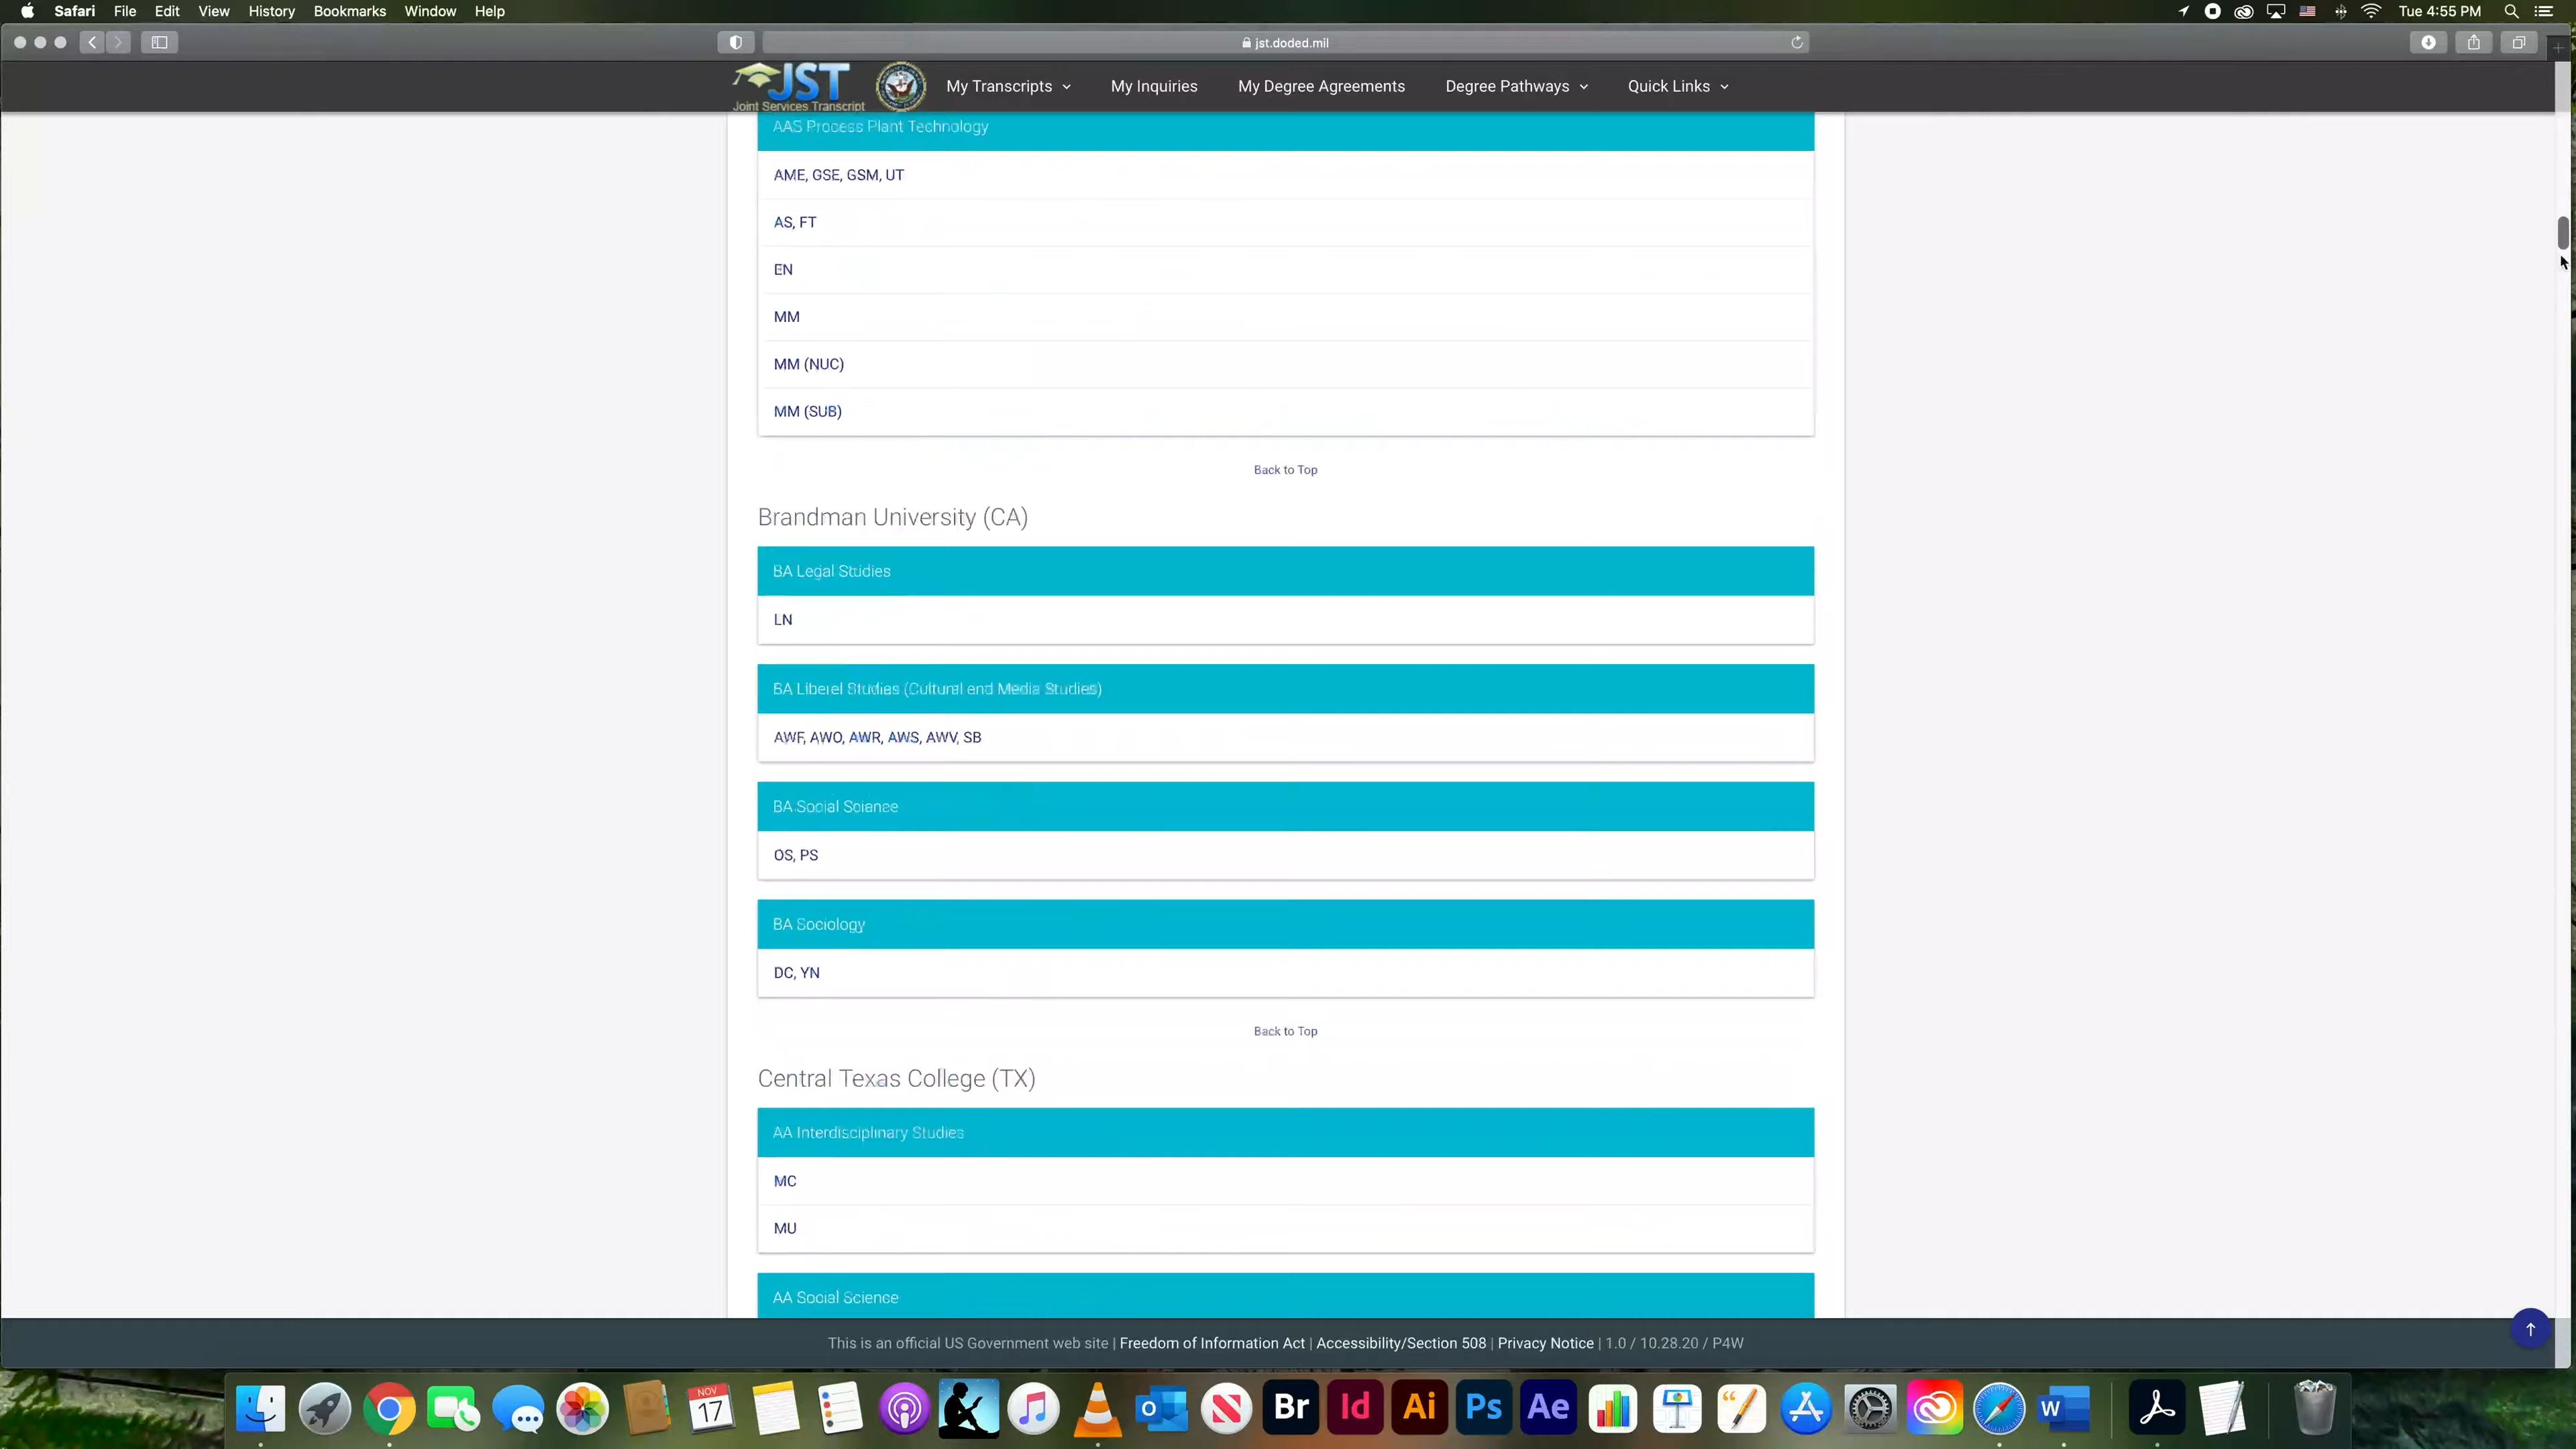 Safari File Edit View History Bookmarks Window Help Tue 4:55 PM
jst.doded.mil
JST Joint Services Transcript My Transcripts My Inquiries My Degree Agreements Degree Pathways Quick Links
AAS Process Plant Technology
AME, GSE, GSM, UT
AS, FT
EN
MM
MM (NUC)
MM (SUB)
Back to Top
Brandman University (CA)
BA Legal Studies
LN
BA Liberel Studies (Cultural end Media Studies)
AWF, AWO, AWR, AWS, AWV, SB
BA Social Science
OS, PS
BA Sociology
DC, YN
Back to Top
Central Texas College (TX)
AA Interdisciplinary Studies
MC
MU
AA Social Science
This is an official US Government web site | Freedom of Information Act | Accessibility/Section 508 | Privacy Notice | 1.0 / 10.28.20 / P4W
NOV
17
Br Id Ai Ps Ae
O N W